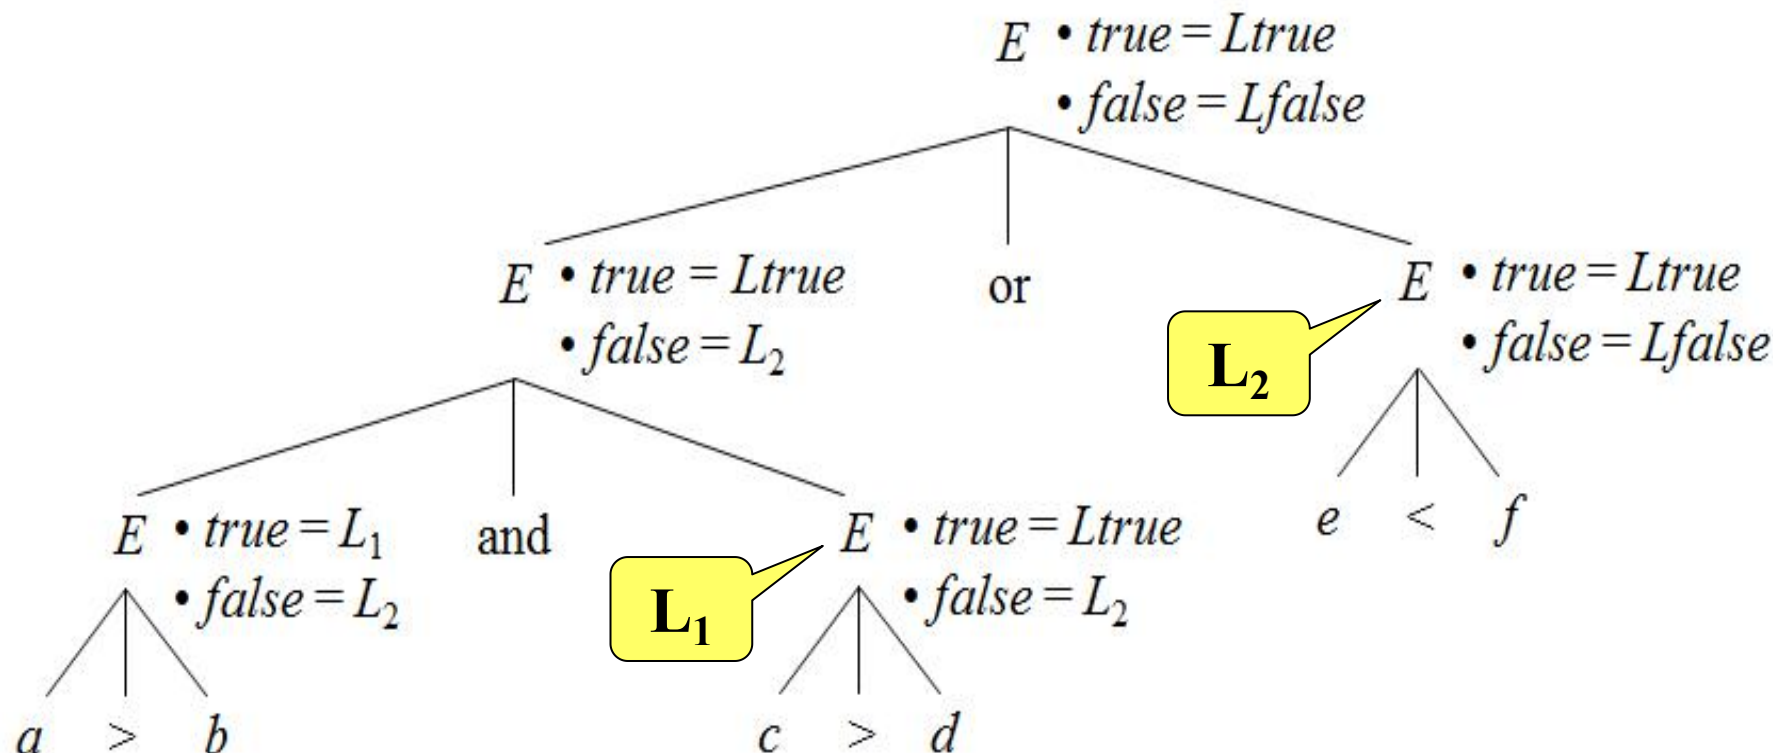 E • true = Ltrue
• false = Lfalse
E • true = Ltrue or E • true = Ltrue
• false = L₂ L₂ • false = Lfalse
E • true = L₁ and E • true = Ltrue e < f
• false = L₂ L₁ • false = L₂
a > b c > d